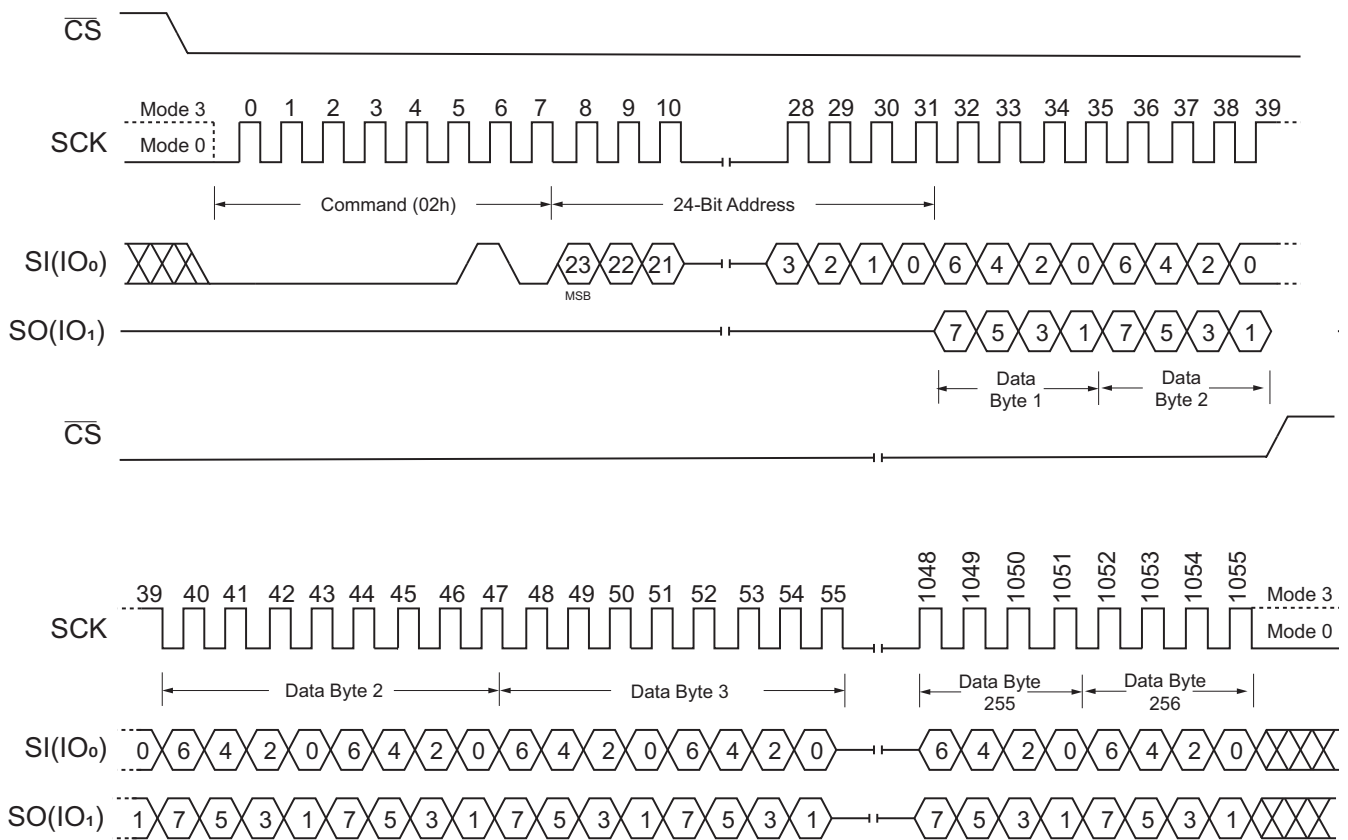 CS
Mode 3
0 1 2 3 4 5 6 7 8 9 10 28 29 30 31 32 33 34 35 36 37 38 39
SCK
Mode 0
Command (02h) 24-Bit Address
SI(IO₀) 23 22 21 3 2 1 0 6 4 2 0 6 4 2 0
MSB
SO(IO₁) 7 5 3 1 7 5 3 1
Data Data
Byte 1 Byte 2
CS
39 40 41 42 43 44 45 46 47 48 49 50 51 52 53 54 55 1048 1049 1050 1051 1052 1053 1054 1055
Mode 3
SCK
Mode 0
Data Byte 2 Data Byte 3 Data Byte Data Byte
255 256
SI(IO₀) 0 6 4 2 0 6 4 2 0 6 4 2 0 6 4 2 0 6 4 2 0 6 4 2 0
SO(IO₁) 1 7 5 3 1 7 5 3 1 7 5 3 1 7 5 3 1 7 5 3 1 7 5 3 1